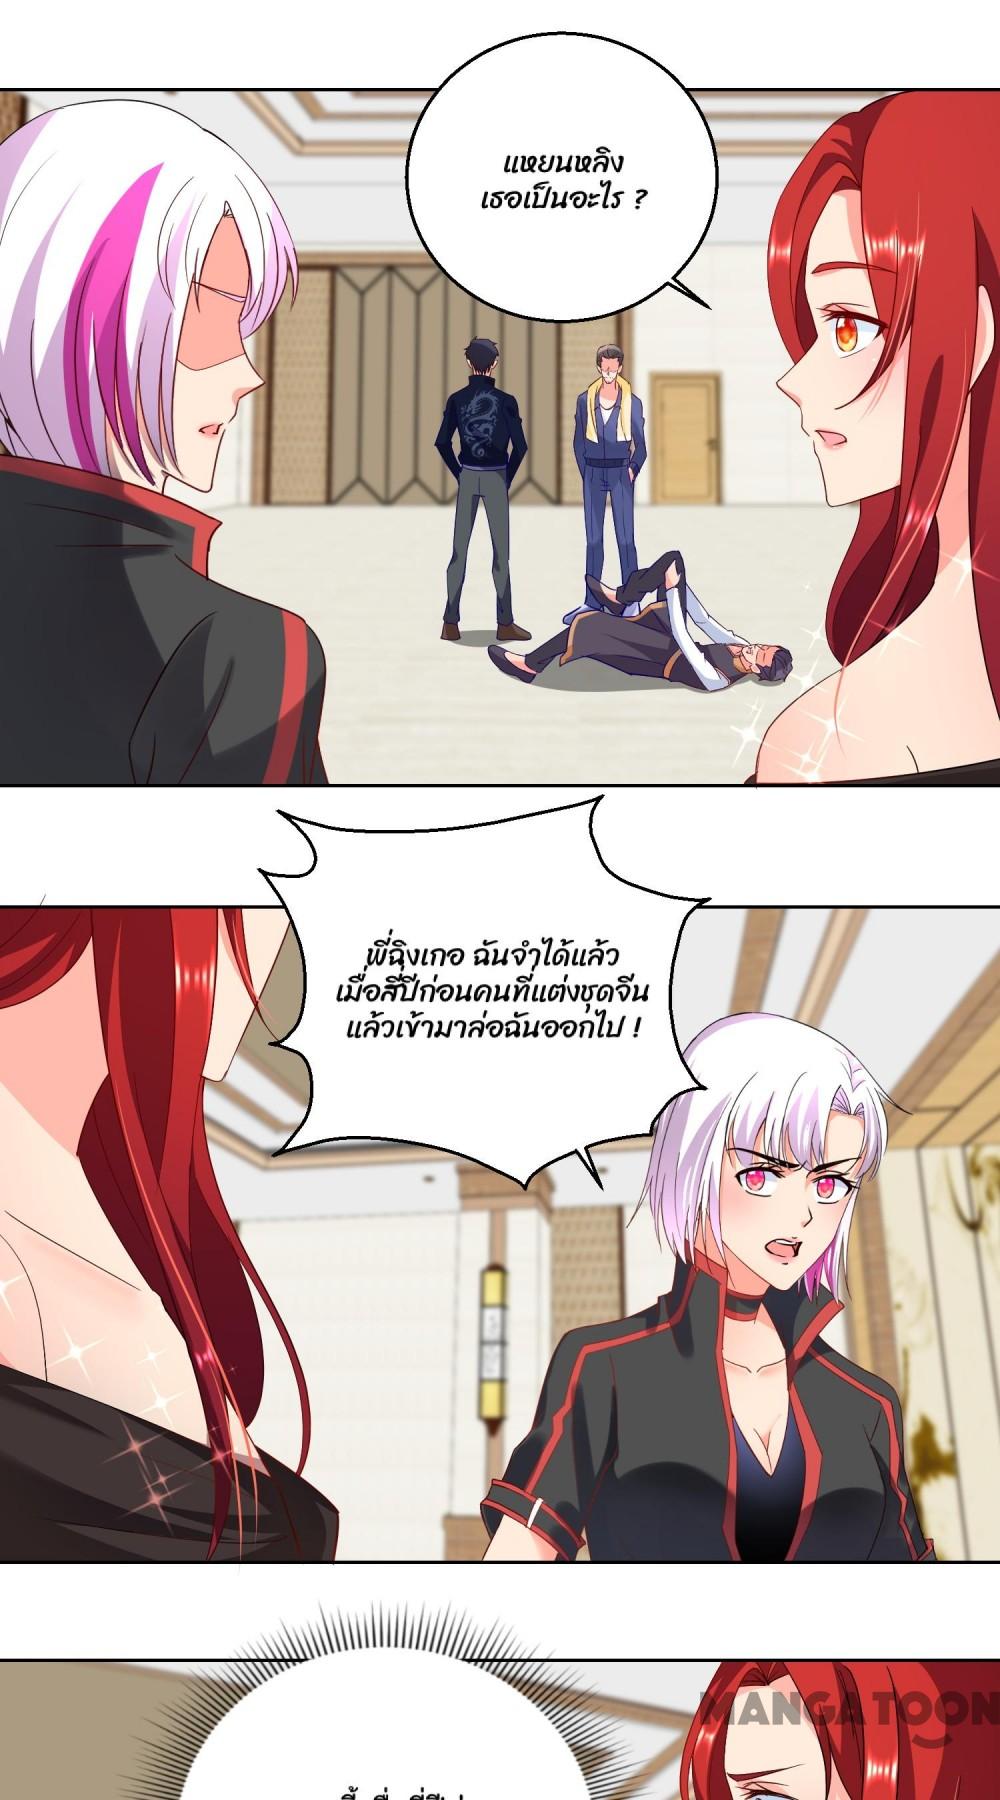 แหยนหลิง
เธอเป็นอะไร ?
พี่ฉิงเกอ ฉันจำได้แล้ว
เมื่อสี่ปีก่อนคนที่แต่งชุดจีน
แล้วเข้ามาล่อฉันออกไป !
MANGATOON